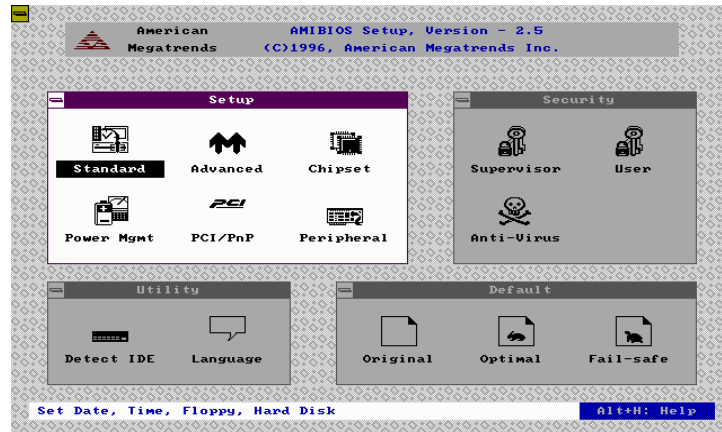 American Megatrends
AMIBIOS Setup, Version - 2.5
(C)1996, American Megatrends Inc.
Setup
Standard Advanced Chipset
PCI
Power Mgmt PCI/PnP Peripheral
Security
Supervisor User
Anti-Virus
Utility
Detect IDE Language
Default
Original Optimal Fail-safe
Set Date, Time, Floppy, Hard Disk
Alt+H: Help